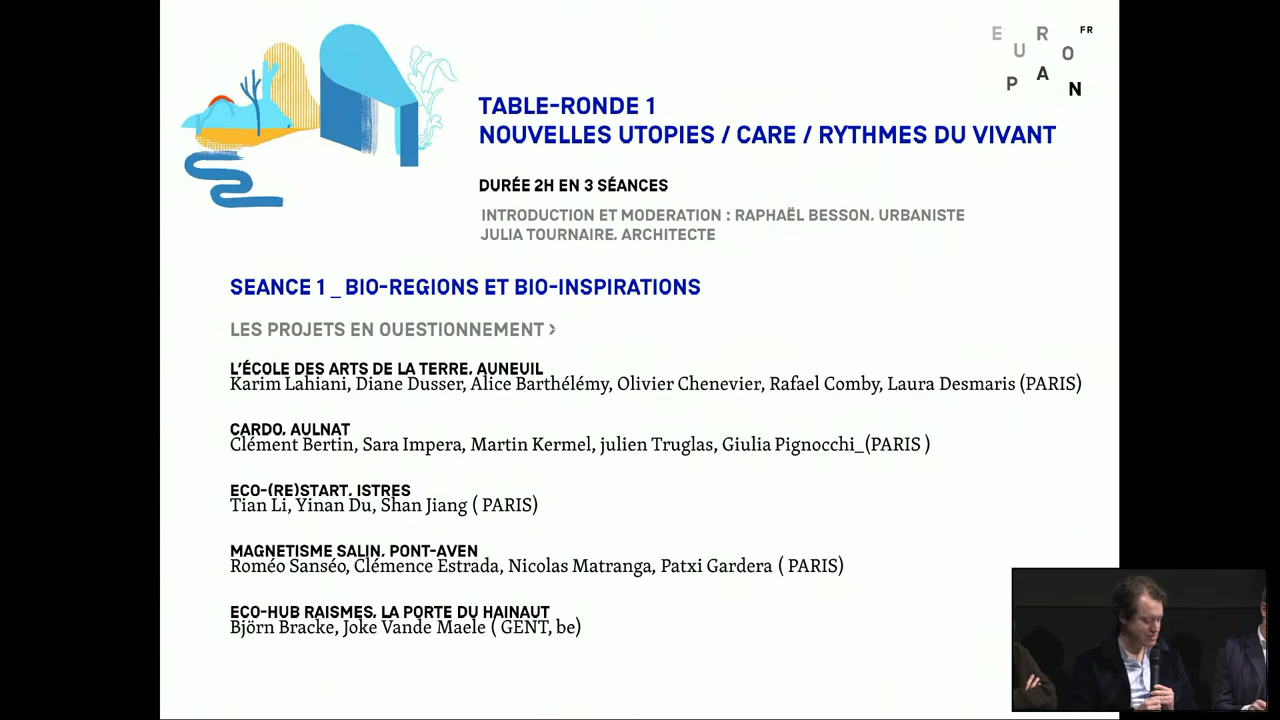 EUROPAN FR
TABLE-RONDE 1
NOUVELLES UTOPIES / CARE / RYTHMES DU VIVANT
DURÉE 2H EN 3 SÉANCES
INTRODUCTION ET MODERATION : RAPHAËL BESSON, URBANISTE
JULIA TOURNAIRE, ARCHITECTE
SEANCE 1 _ BIO-REGIONS ET BIO-INSPIRATIONS
LES PROJETS EN QUESTIONNEMENT >
L'ÉCOLE DES ARTS DE LA TERRE, AUNEUIL
Karim Lahiani, Diane Dusser, Alice Barthélémy, Olivier Chenevier, Rafael Comby, Laura Desmaris (PARIS)
CARDO, AULNAT
Clément Bertin, Sara Impera, Martin Kermel, julien Truglas, Giulia Pignocchi_(PARIS )
ECO-(RE)START, ISTRES
Tian Li, Yinan Du, Shan Jiang ( PARIS)
MAGNETISME SALIN, PONT-AVEN
Roméo Sanséo, Clémence Estrada, Nicolas Matranga, Patxi Gardera ( PARIS)
ECO-HUB RAISMES, LA PORTE DU HAINAUT
Björn Bracke, Joke Vande Maele ( GENT, be)